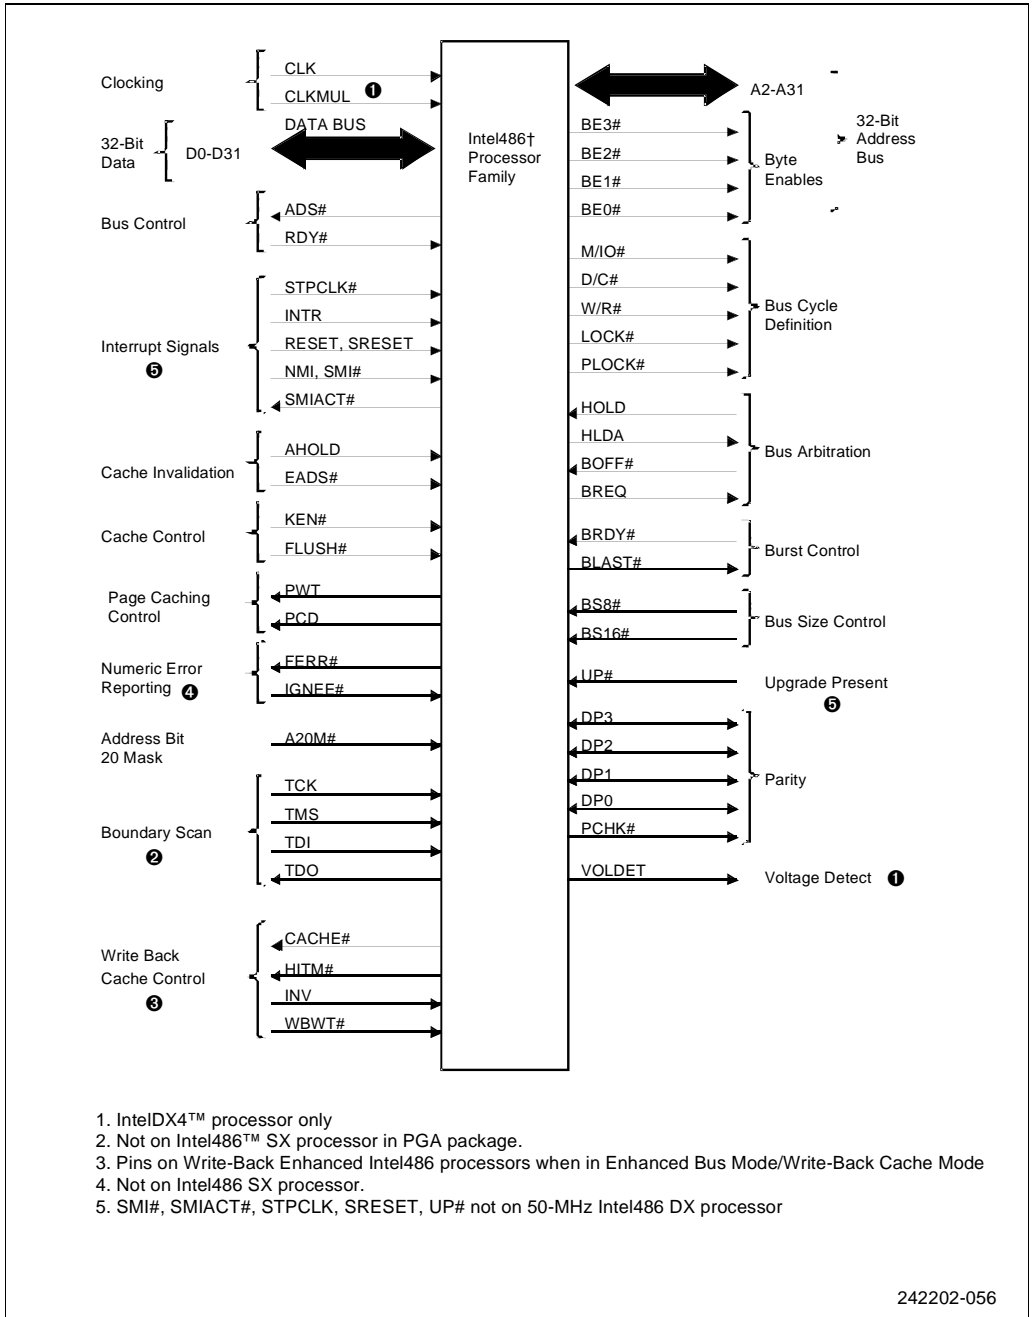 Clocking
CLK
CLKMUL ❶
32-Bit
Data
D0-D31
DATA BUS
Bus Control
ADS#
RDY#
Interrupt Signals
❺
STPCLK#
INTR
RESET, SRESET
NMI, SMI#
SMIACT#
Cache Invalidation
AHOLD
EADS#
Cache Control
KEN#
FLUSH#
Page Caching
Control
PWT
PCD
Numeric Error
Reporting ❹
FERR#
IGNEE#
Address Bit
20 Mask
A20M#
Boundary Scan
❷
TCK
TMS
TDI
TDO
Write Back
Cache Control
❸
CACHE#
HITM#
INV
WBWT#
Intel486†
Processor
Family
A2-A31
32-Bit
Address
Bus
BE3#
BE2#
BE1#
BE0#
Byte
Enables
M/IO#
D/C#
W/R#
LOCK#
PLOCK#
Bus Cycle
Definition
HOLD
HLDA
BOFF#
BREQ
Bus Arbitration
BRDY#
BLAST#
Burst Control
BS8#
BS16#
Bus Size Control
UP#
Upgrade Present
❺
DP3
DP2
DP1
DP0
PCHK#
Parity
VOLDET
Voltage Detect ❶
1. IntelDX4™ processor only
2. Not on Intel486™ SX processor in PGA package.
3. Pins on Write-Back Enhanced Intel486 processors when in Enhanced Bus Mode/Write-Back Cache Mode
4. Not on Intel486 SX processor.
5. SMI#, SMIACT#, STPCLK, SRESET, UP# not on 50-MHz Intel486 DX processor
242202-056